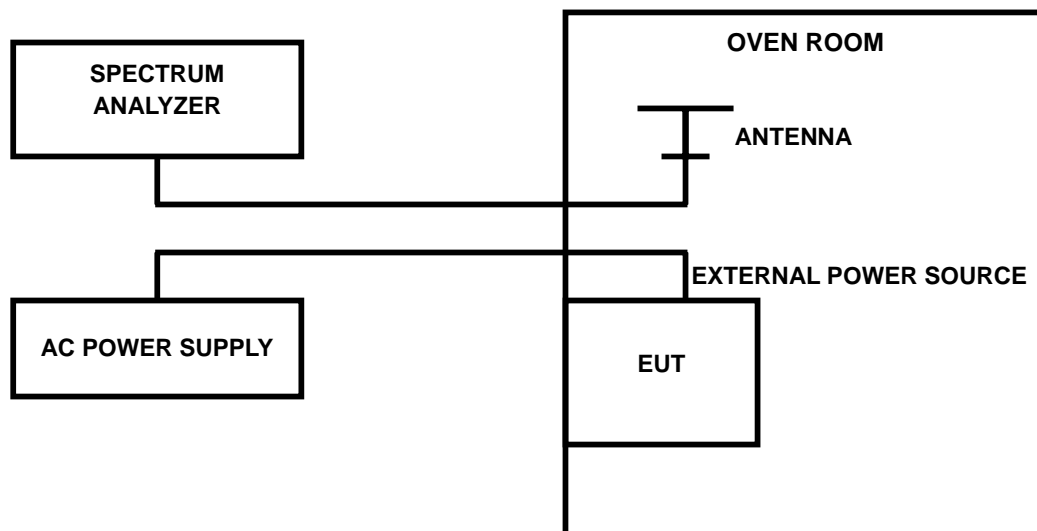 OVEN ROOM
SPECTRUM
ANALYZER
ANTENNA
EXTERNAL POWER SOURCE
AC POWER SUPPLY
EUT